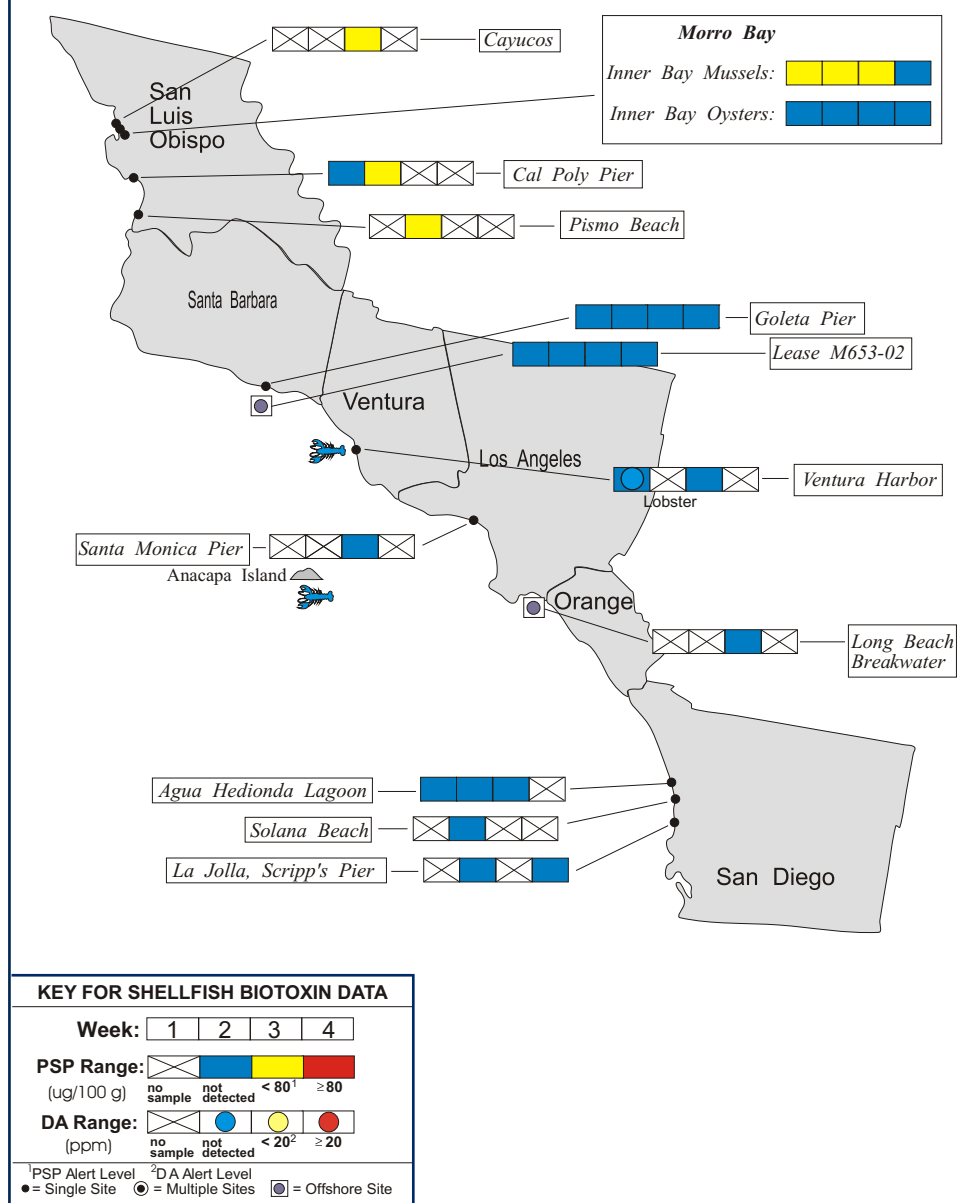 Cayucos
Morro Bay
Inner Bay Mussels:
Inner Bay Oysters:
San
Luis
Obispo
Cal Poly Pier
Pismo Beach
Santa Barbara
Goleta Pier
Lease M653-02
Ventura
Los Angeles
Ventura Harbor
Lobster
Santa Monica Pier
Anacapa Island
Orange
Long Beach
Breakwater
Agua Hedionda Lagoon
Solana Beach
La Jolla, Scripp's Pier
San Diego
KEY FOR SHELLFISH BIOTOXIN DATA
Week: 1 2 3 4
PSP Range:
(ug/100 g) no sample not detected < 80¹ ≥ 80
DA Range:
(ppm) no sample not detected < 20² ≥ 20
¹PSP Alert Level ²DA Alert Level
= Single Site = Multiple Sites = Offshore Site